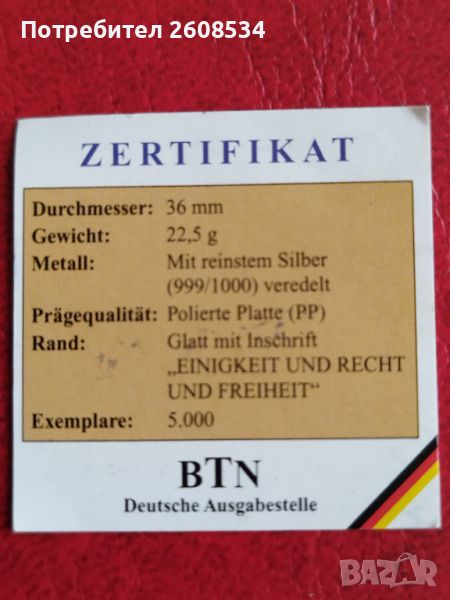 Потребител 2608534
ZERTIFIKAT
Durchmesser: 36 mm
Gewicht: 22,5 g
Metall: Mit reinstem Silber
(999/1000) veredelt
Prägequalität: Polierte Platte (PP)
Rand: Glatt mit Inschrift
„EINIGKEIT UND RECHT
UND FREIHEIT“
Exemplare: 5.000
BTN
Deutsche Ausgabestelle
BAZAR